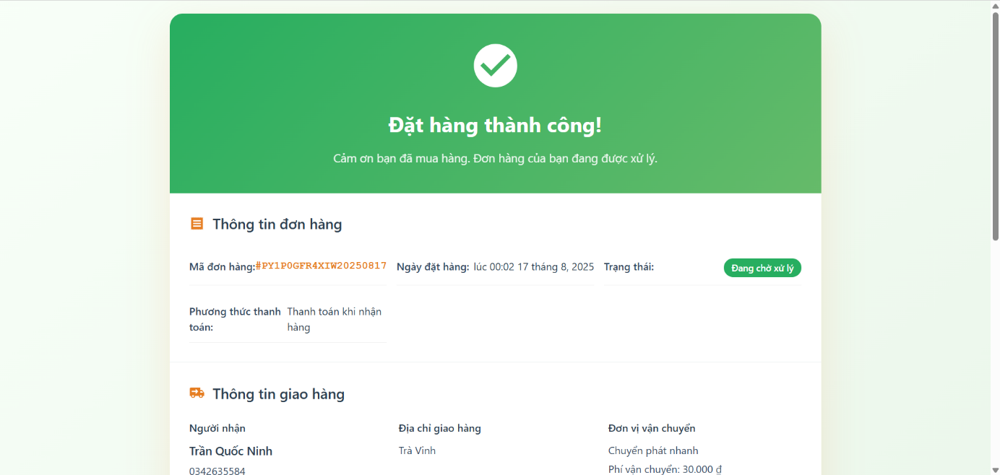 Đặt hàng thành công!
Cảm ơn bạn đã mua hàng. Đơn hàng của bạn đang được xử lý.
Thông tin đơn hàng
Mã đơn hàng:#PY1P0GFR4XIW20250817 Ngày đặt hàng: lúc 00:02 17 tháng 8, 2025 Trạng thái: Đang chờ xử lý
Phương thức thanh toán: Thanh toán khi nhận hàng
Thông tin giao hàng
Người nhận
Trần Quốc Ninh
0342635584
Địa chỉ giao hàng
Trà Vinh
Đơn vị vận chuyển
Chuyển phát nhanh
Phí vận chuyển: 30.000 ₫